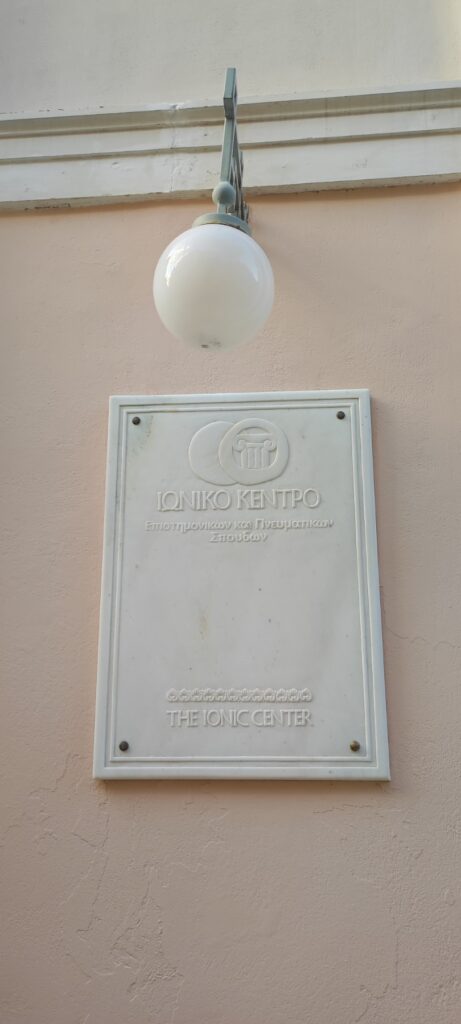 ΙΩΝΙΚΟ ΚΕΝΤΡΟ
Επιστημονικών και Πνευματικών
Σπουδών
THE IONIC CENTER